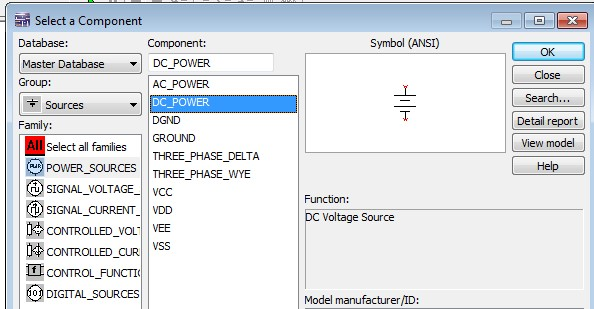 Select a Component
Database:
Master Database
Group:
Sources
Family:
All Select all families
POWER_SOURCES
SIGNAL_VOLTAGE_
SIGNAL_CURRENT_
CONTROLLED_VOLT
CONTROLLED_CUR
CONTROL_FUNCTIO
DIGITAL_SOURCES
Component:
DC_POWER
AC_POWER
DC_POWER
DGND
GROUND
THREE_PHASE_DELTA
THREE_PHASE_WYE
VCC
VDD
VEE
VSS
Symbol (ANSI)
Function:
DC Voltage Source
Model manufacturer/ID:
OK
Close
Search...
Detail report
View model
Help